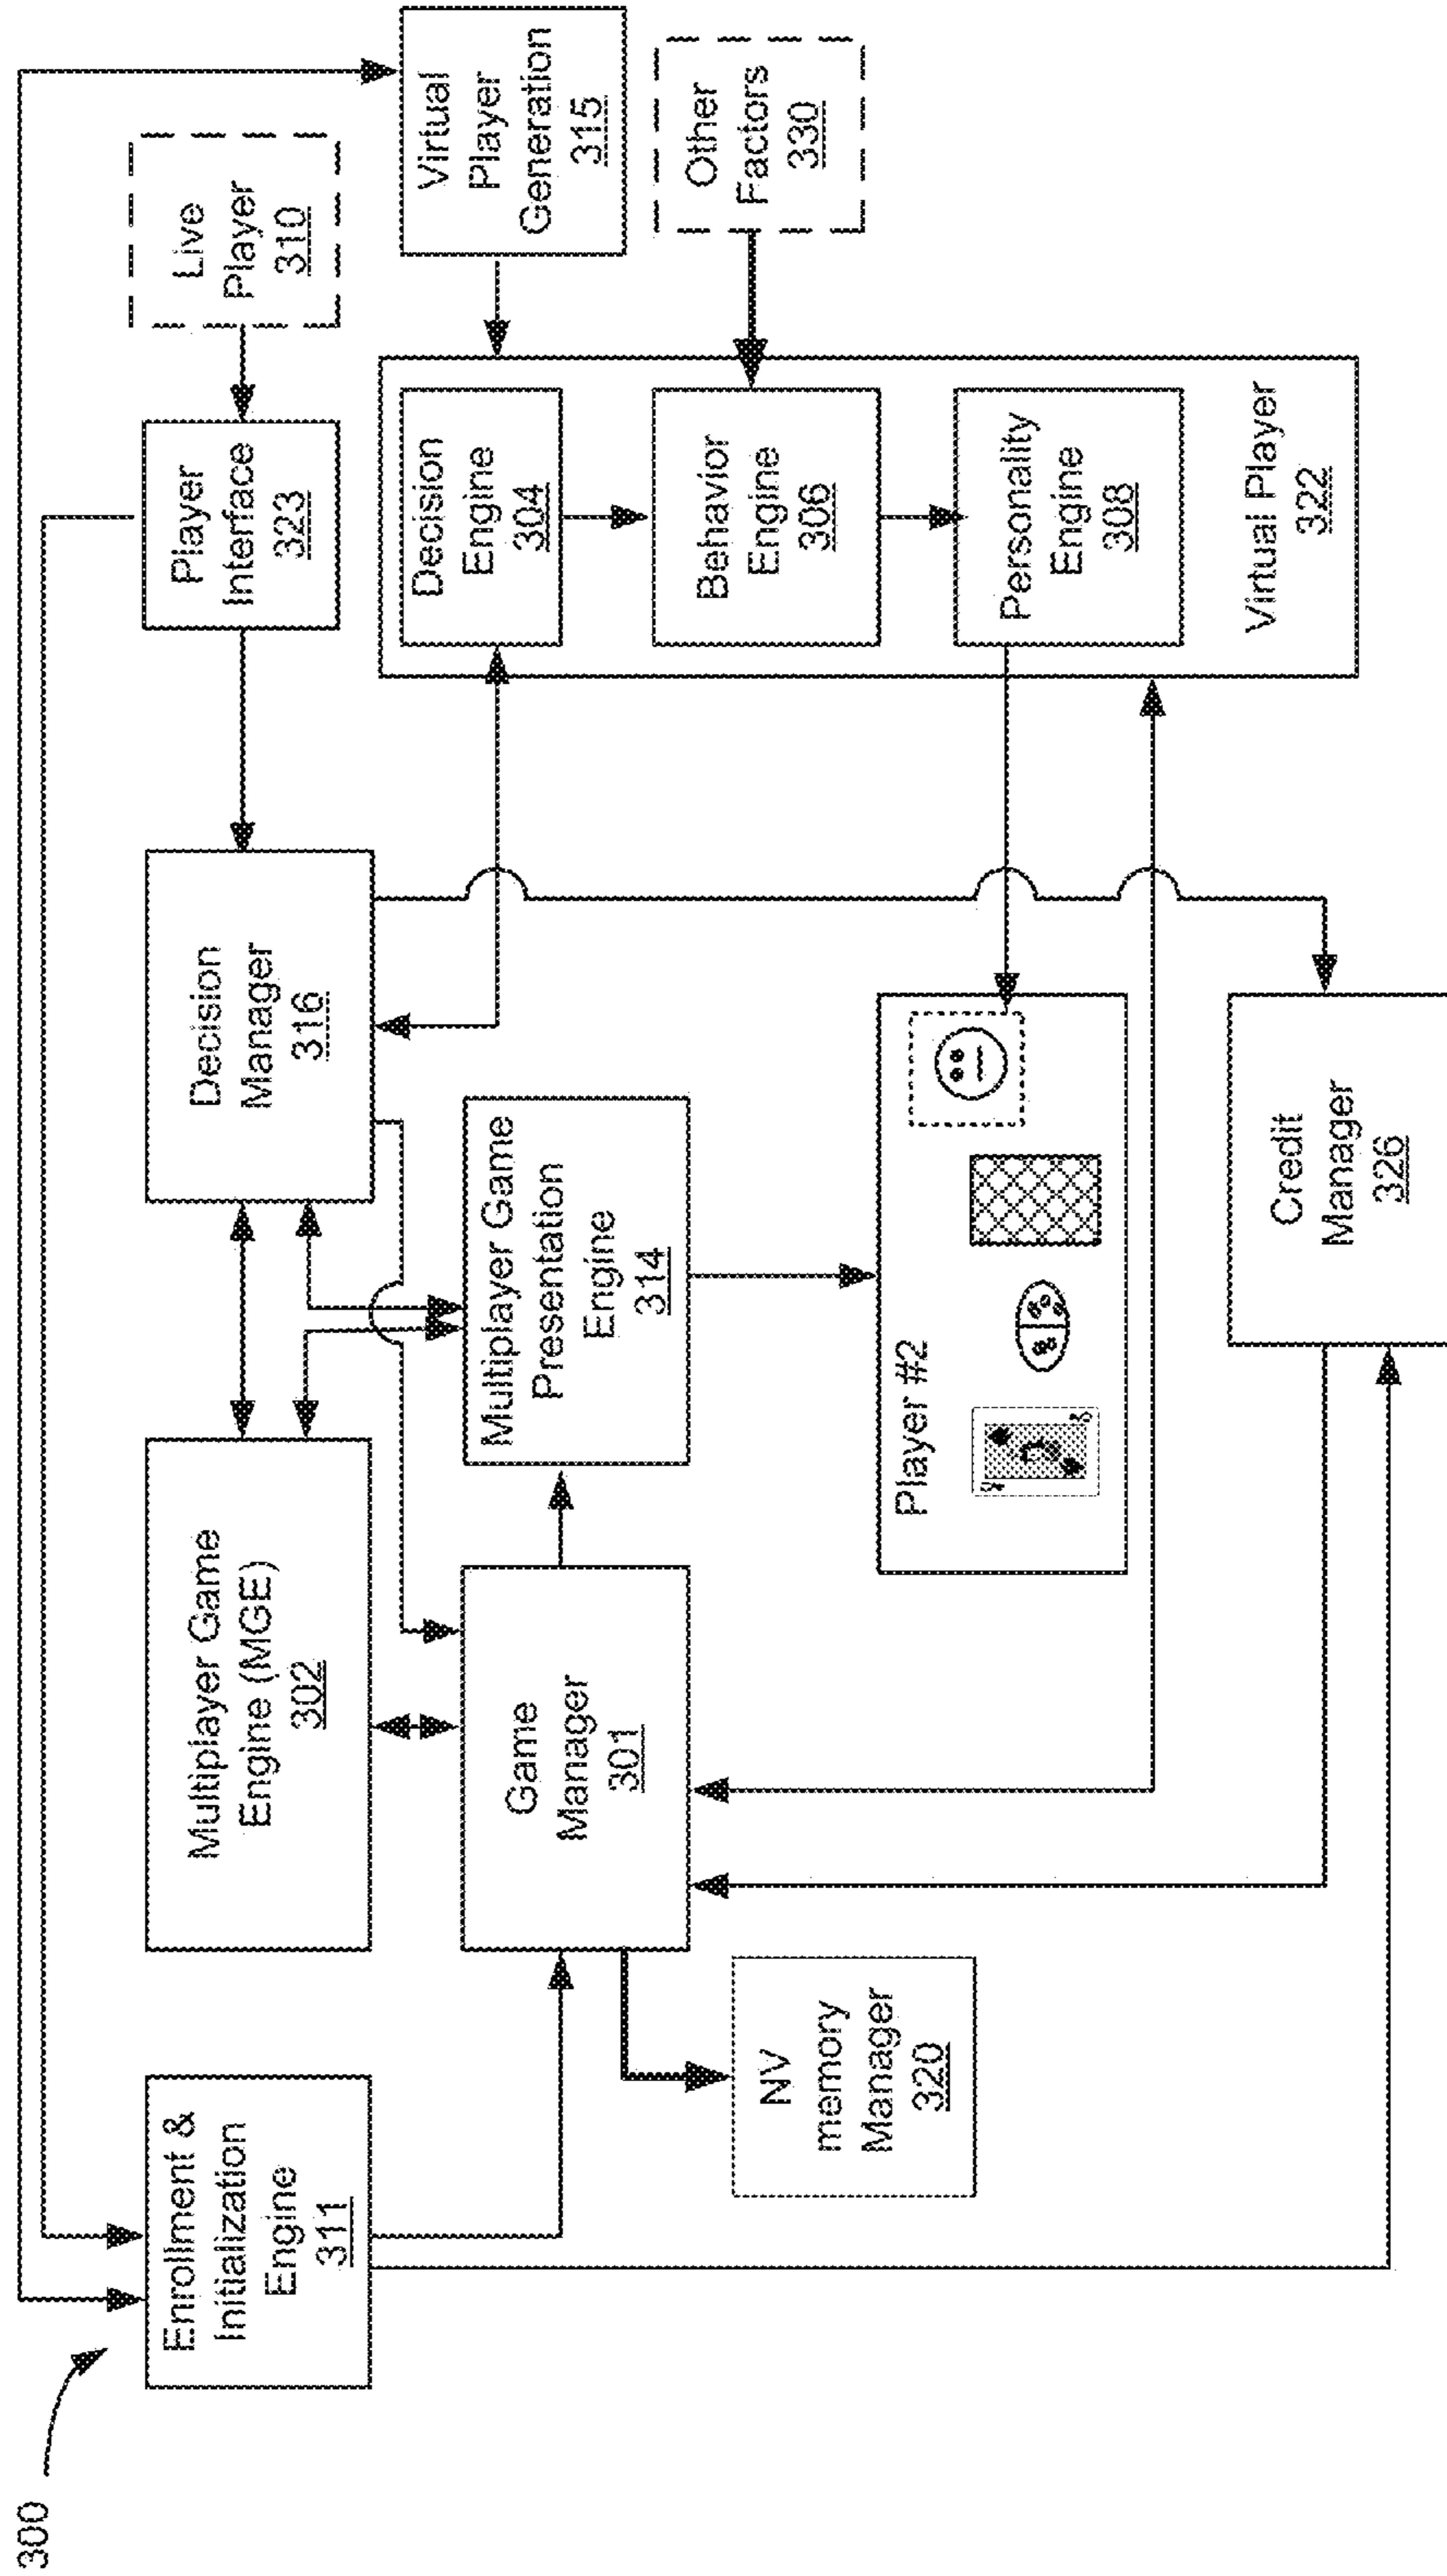 300
Enrollment &
Initialization
Engine
311
Multiplayer Game
Engine (MGE)
302
Decision
Manager
316
Player
Interface
323
Live
Player
310
Game
Manager
301
Multiplayer Game
Presentation
Engine
314
Virtual
Player
Generation
315
Decision
Engine
304
NV
memory
Manager
320
Behavior
Engine
306
Other
Factors
330
Player #2
Personality
Engine
308
Virtual Player
322
Credit
Manager
326